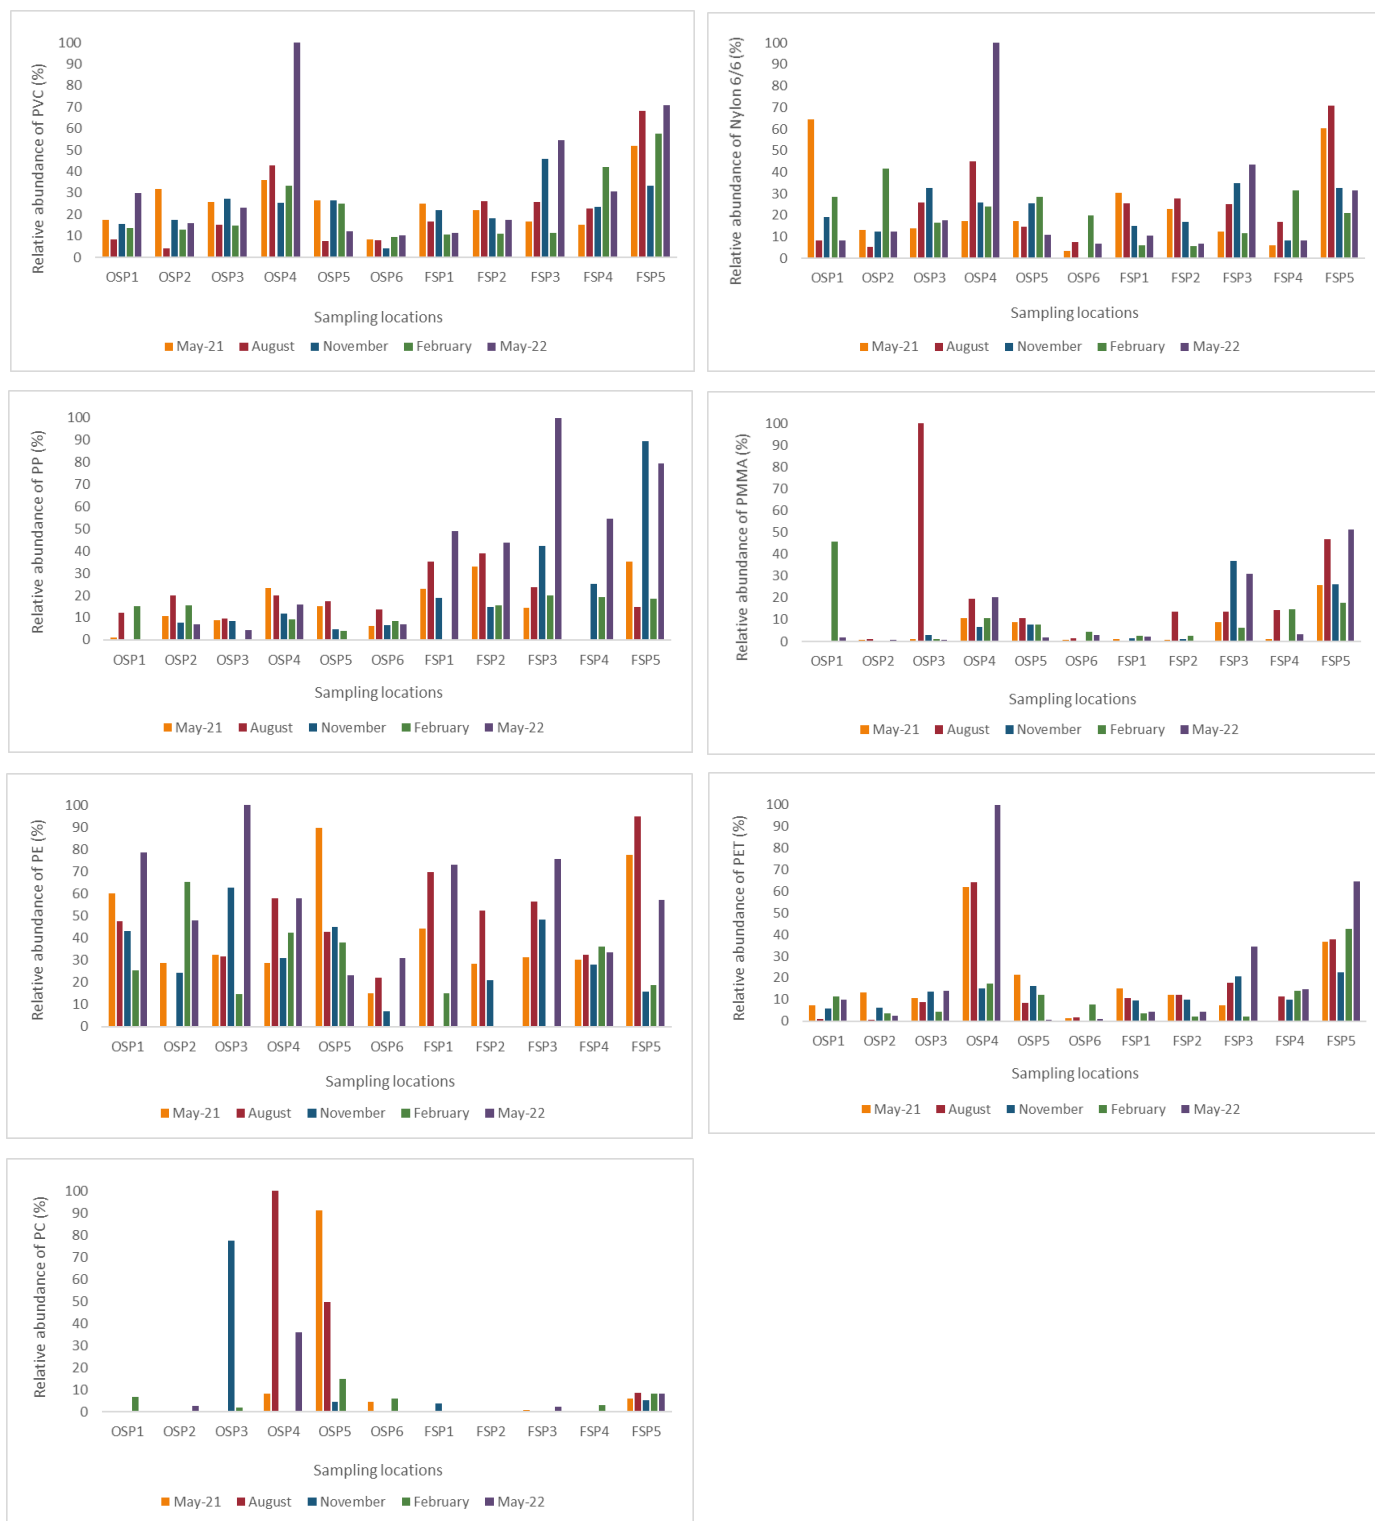 Relative abundance of PVC (%)
100
90
80
70
60
50
40
30
20
10
0
OSP1 OSP2 OSP3 OSP4 OSP5 OSP6 FSP1 FSP2 FSP3 FSP4 FSP5
Sampling locations
May-21 August November February May-22
Relative abundance of Nylon 6/6 (%)
100
90
80
70
60
50
40
30
20
10
0
OSP1 OSP2 OSP3 OSP4 OSP5 OSP6 FSP1 FSP2 FSP3 FSP4 FSP5
Sampling locations
May-21 August November February May-22
Relative abundance of PP (%)
100
90
80
70
60
50
40
30
20
10
0
OSP1 OSP2 OSP3 OSP4 OSP5 OSP6 FSP1 FSP2 FSP3 FSP4 FSP5
Sampling locations
May-21 August November February May-22
Relative abundance of PMMA (%)
100
90
80
70
60
50
40
30
20
10
0
OSP1 OSP2 OSP3 OSP4 OSP5 OSP6 FSP1 FSP2 FSP3 FSP4 FSP5
Sampling locations
May-21 August November February May-22
Relative abundance of PE (%)
100
90
80
70
60
50
40
30
20
10
0
OSP1 OSP2 OSP3 OSP4 OSP5 OSP6 FSP1 FSP2 FSP3 FSP4 FSP5
Sampling locations
May-21 August November February May-22
Relative abundance of PET (%)
100
90
80
70
60
50
40
30
20
10
0
OSP1 OSP2 OSP3 OSP4 OSP5 OSP6 FSP1 FSP2 FSP3 FSP4 FSP5
Sampling locations
May-21 August November February May-22
Relative abundance of PC (%)
100
90
80
70
60
50
40
30
20
10
0
OSP1 OSP2 OSP3 OSP4 OSP5 OSP6 FSP1 FSP2 FSP3 FSP4 FSP5
Sampling locations
May-21 August November February May-22